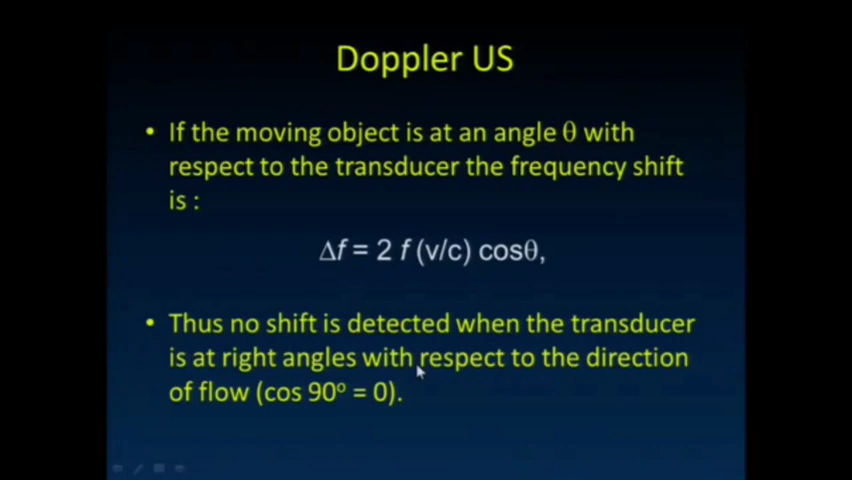 Doppler US
• If the moving object is at an angle θ with
respect to the transducer the frequency shift
is :
Δf = 2 f (v/c) cosθ,
• Thus no shift is detected when the transducer
is at right angles with respect to the direction
of flow (cos 90º = 0).